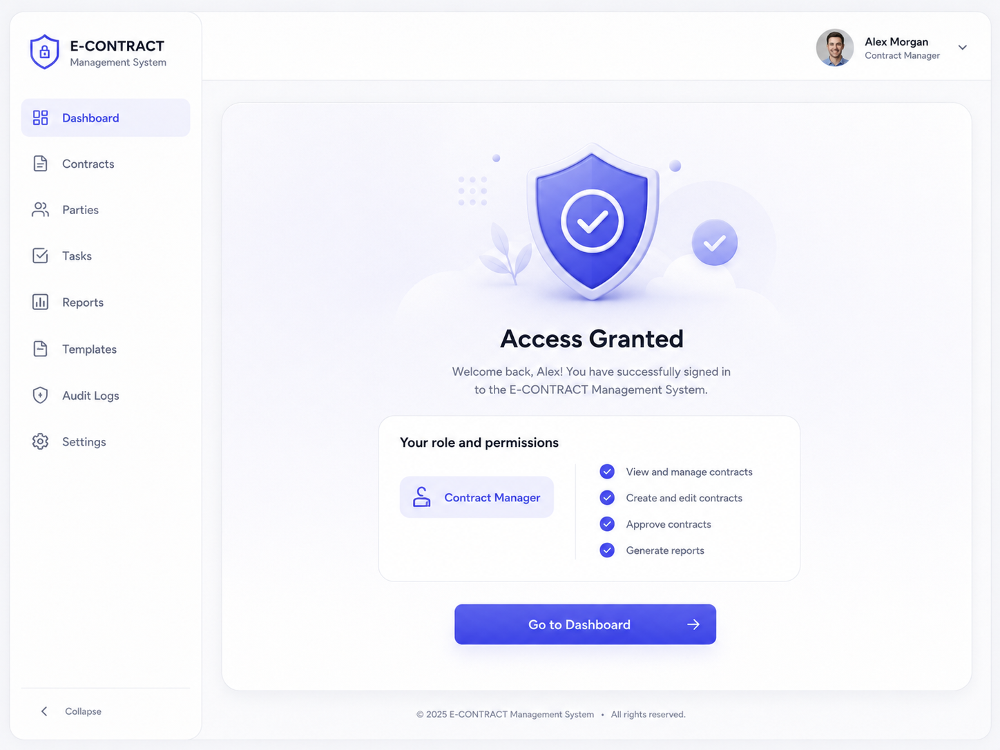 E-CONTRACT
Management System
Alex Morgan
Contract Manager
Dashboard
Contracts
Parties
Tasks
Reports
Templates
Audit Logs
Settings
Collapse
Access Granted
Welcome back, Alex! You have successfully signed in
to the E-CONTRACT Management System.
Your role and permissions
Contract Manager
View and manage contracts
Create and edit contracts
Approve contracts
Generate reports
Go to Dashboard
© 2025 E-CONTRACT Management System • All rights reserved.